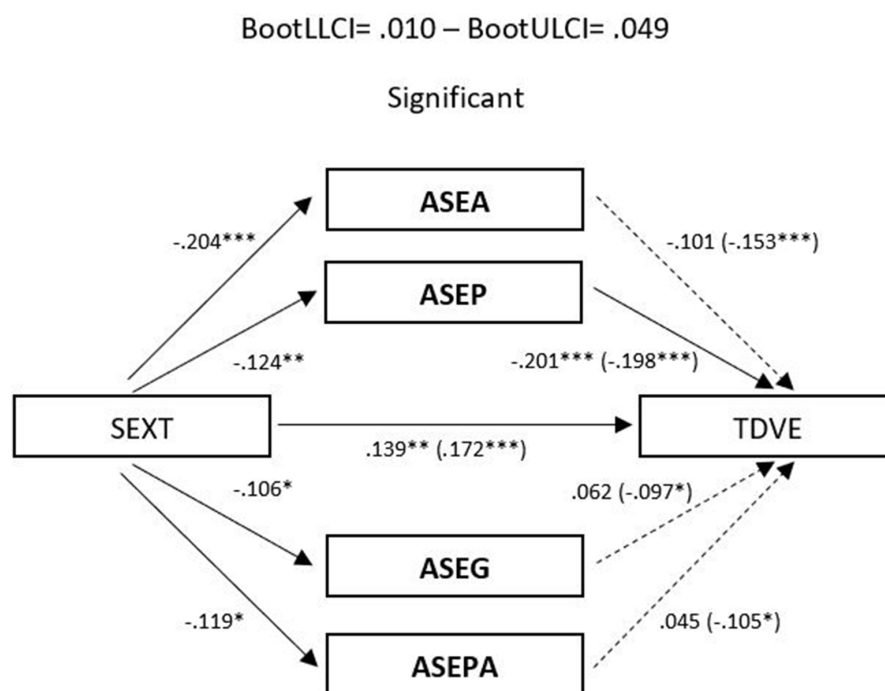 BootLLCI= .010 – BootULCI= .049
Significant
ASEA
-.204***
-.101 (-.153***)
ASEP
-.124**
-.201*** (-.198***)
SEXT
TDVE
.139** (.172***)
-.106*
.062 (-.097*)
ASEG
-.119*
.045 (-.105*)
ASEPA